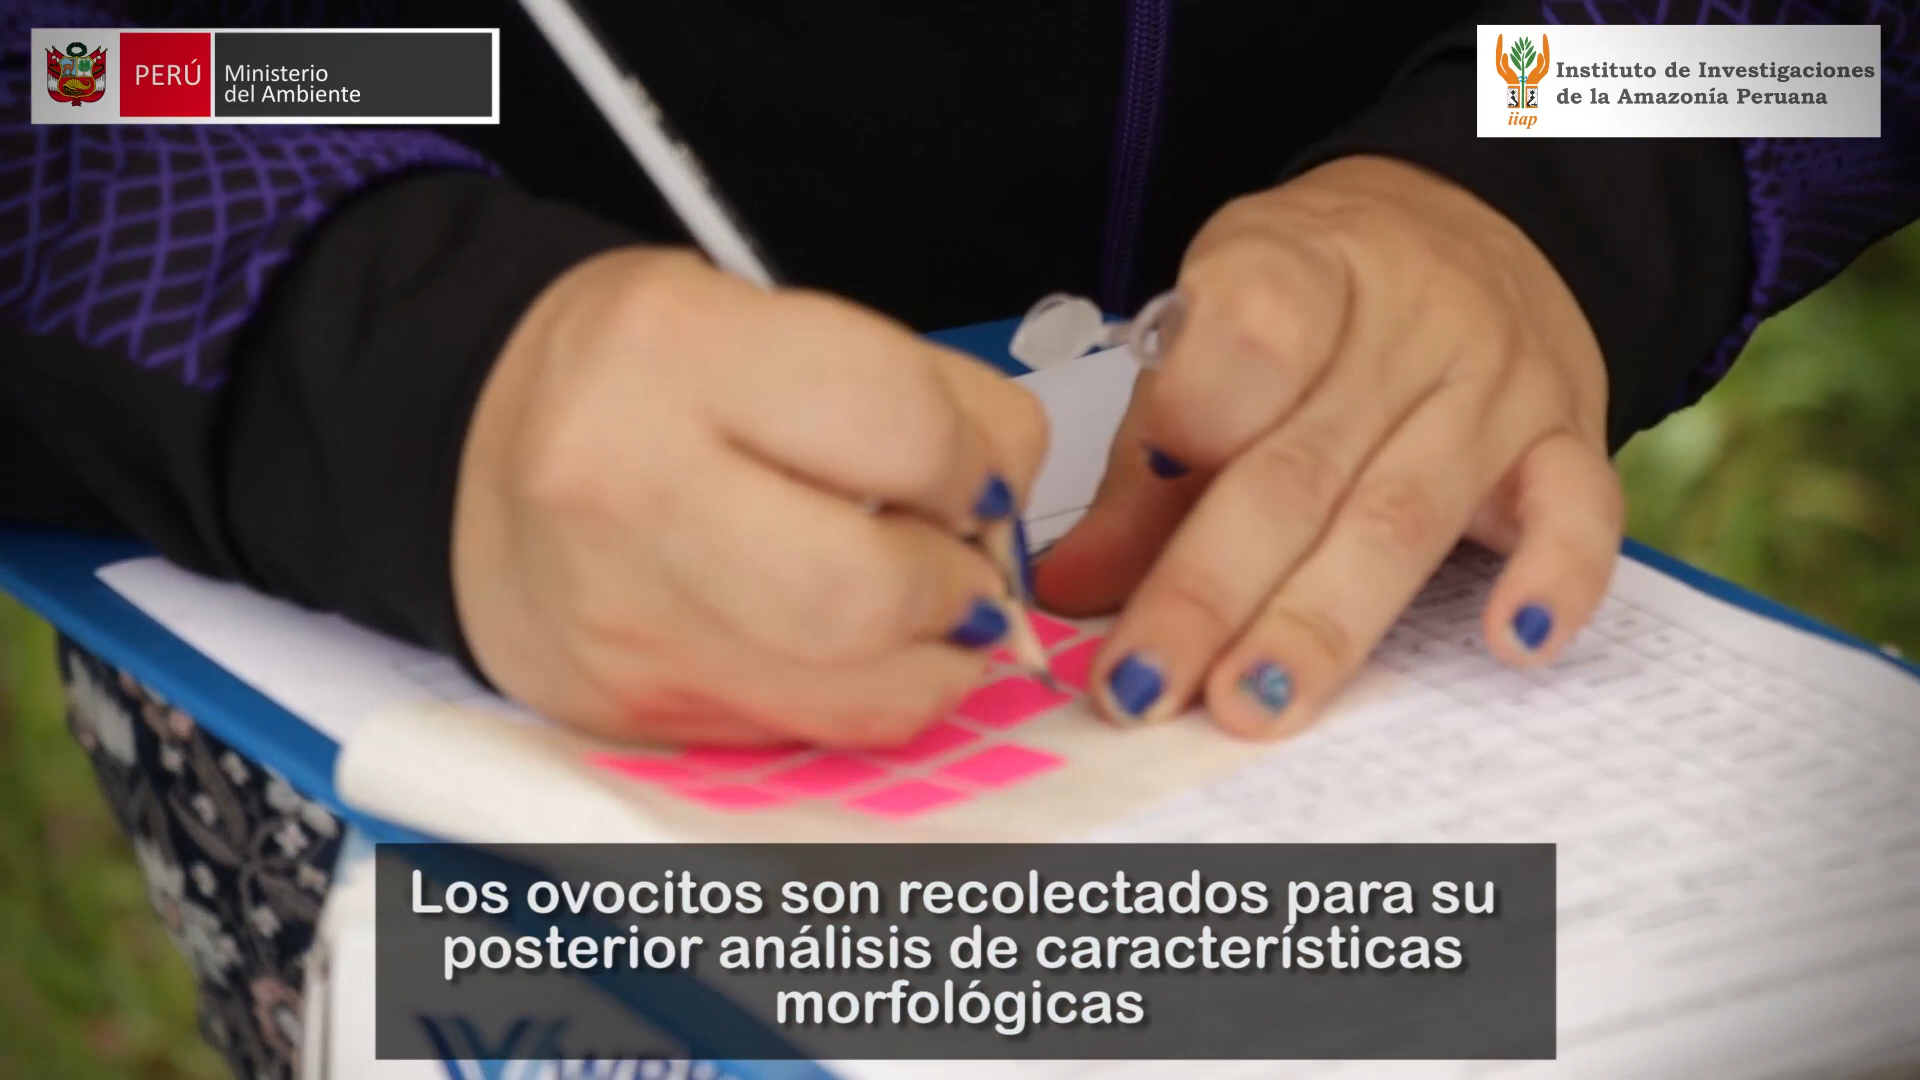 PERÚ
Ministerio
del Ambiente
Instituto de Investigaciones
de la Amazonía Peruana
iiap
Los ovocitos son recolectados para su
posterior análisis de características
morfológicas